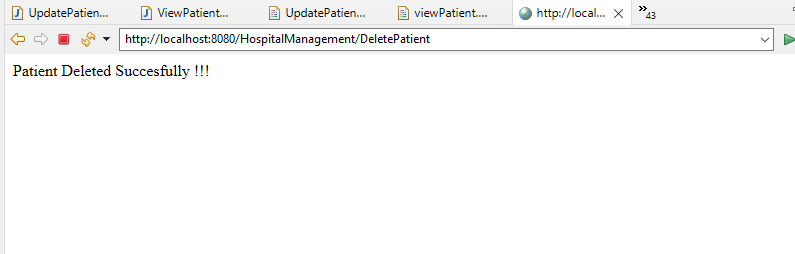 UpdatePatien... ViewPatient... UpdatePatien... viewPatient.... http://local... 43
http://localhost:8080/HospitalManagement/DeletePatient
Patient Deleted Succesfully !!!